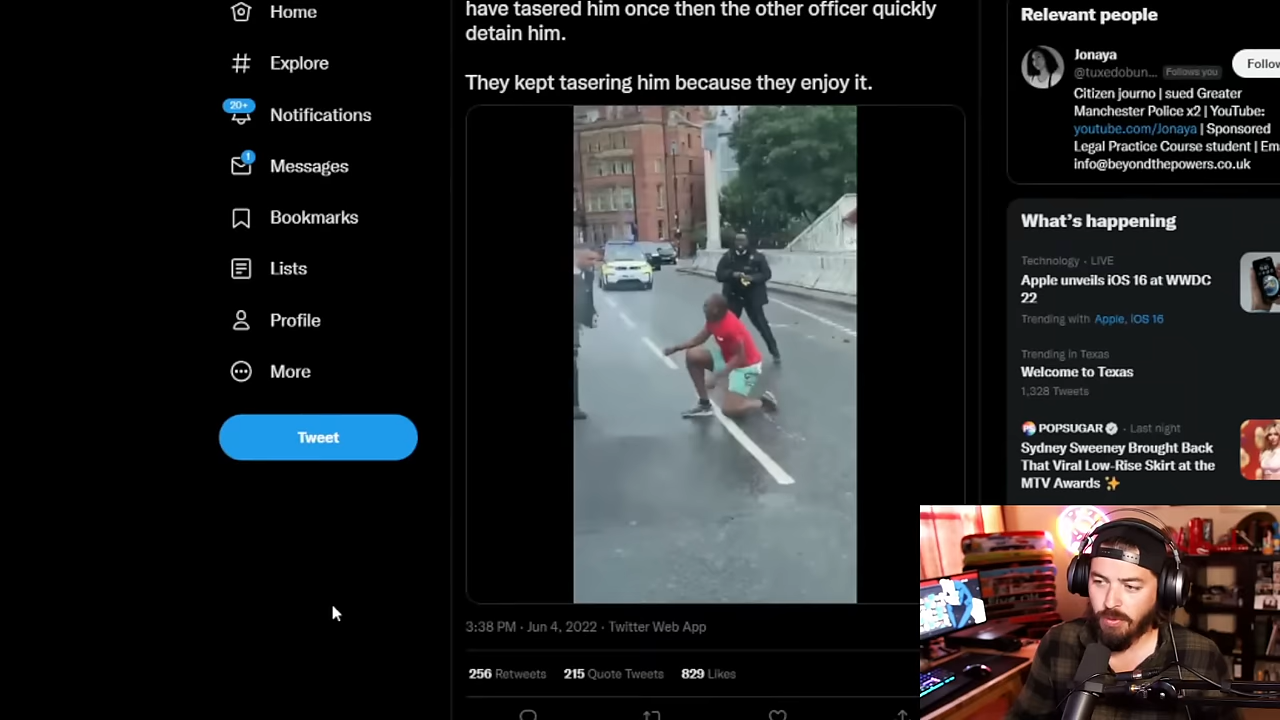 Home
Explore
20+
Notifications
1
Messages
Bookmarks
Lists
Profile
More
Tweet
have tasered him once then the other officer quickly
detain him.
They kept tasering him because they enjoy it.
3:38 PM · Jun 4, 2022 · Twitter Web App
256 Retweets 215 Quote Tweets 829 Likes
Relevant people
Jonaya
@tuxedobun... Follows you
Follow
Citizen journo | sued Greater
Manchester Police x2 | YouTube:
youtube.com/Jonaya | Sponsored
Legal Practice Course student | Em
info@beyondthepowers.co.uk
What's happening
Technology · LIVE
Apple unveils iOS 16 at WWDC
22
Trending with Apple, iOS 16
Trending in Texas
Welcome to Texas
1,328 Tweets
POPSUGAR · Last night
Sydney Sweeney Brought Back
That Viral Low-Rise Skirt at the
MTV Awards ✨